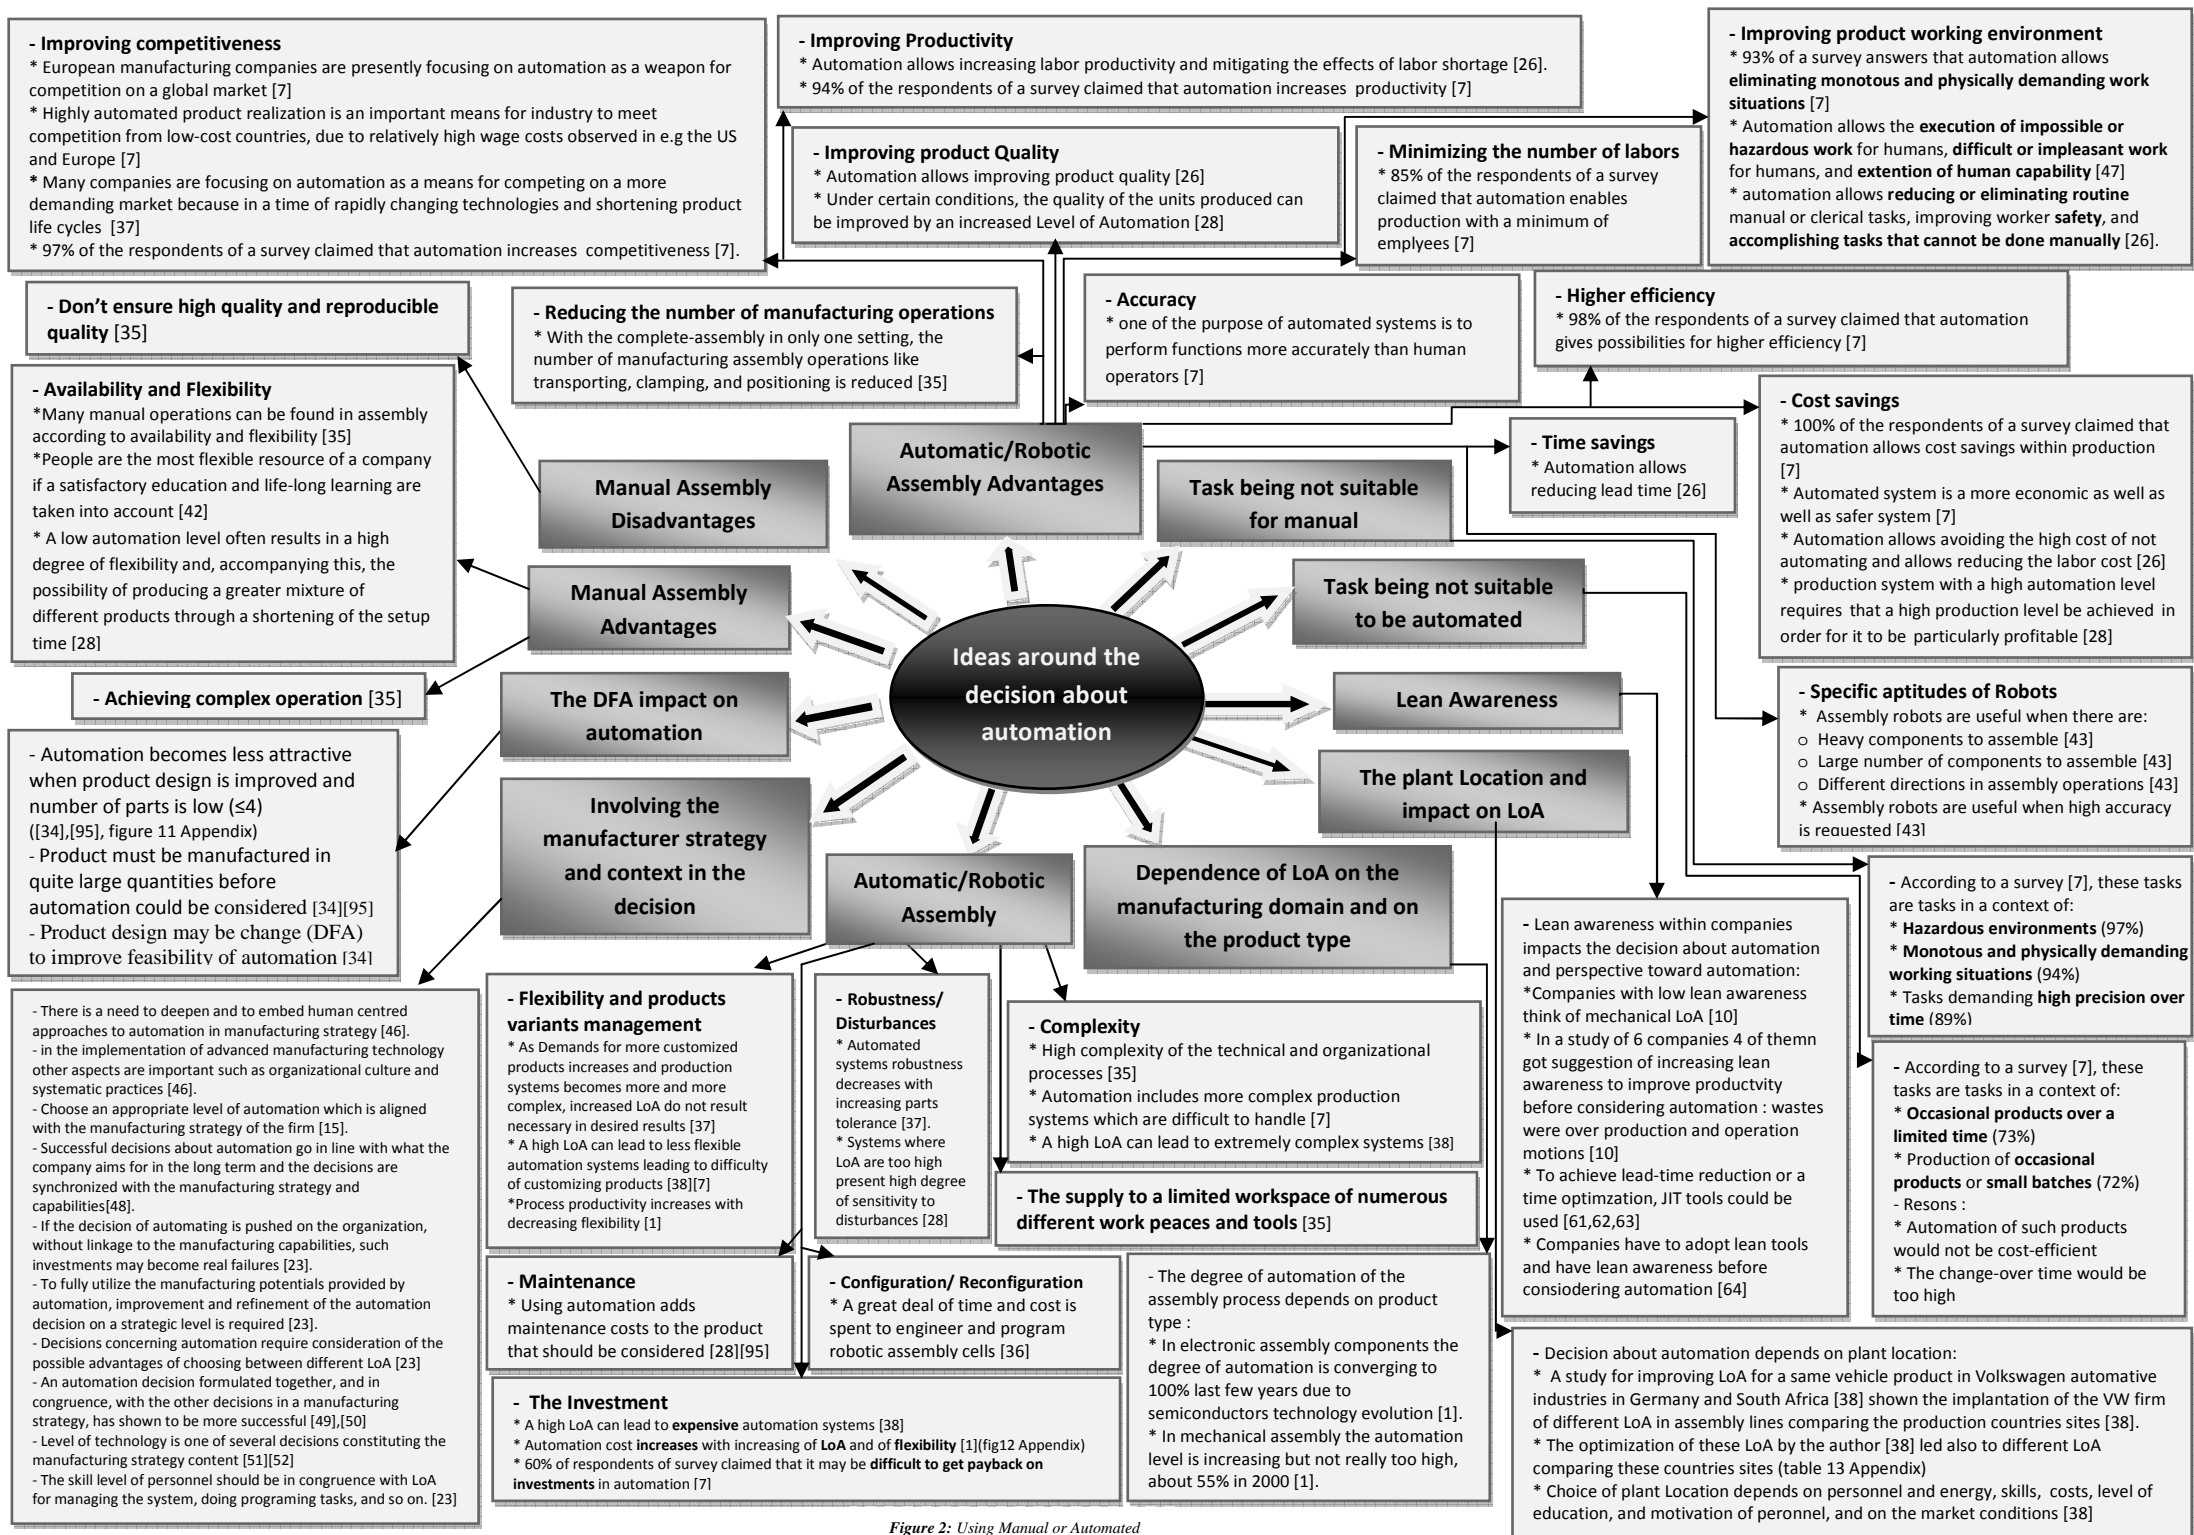 - Improving competitiveness
* European manufacturing companies are presently focusing on automation as a weapon for
competition on a global market [7]
* Highly automated product realization is an important means for industry to meet
competition from low-cost countries, due to relatively high wage costs observed in e.g the US
and Europe [7]
* Many companies are focusing on automation as a means for competing on a more
demanding market because in a time of rapidly changing technologies and shortening product
life cycles [37]
* 97% of the respondents of a survey claimed that automation increases competitiveness [7].
- Improving Productivity
* Automation allows increasing labor productivity and mitigating the effects of labor shortage [26].
* 94% of the respondents of a survey claimed that automation increases productivity [7]
- Improving product Quality
* Automation allows improving product quality [26]
* Under certain conditions, the quality of the units produced can
be improved by an increased Level of Automation [28]
- Minimizing the number of labors
* 85% of the respondents of a survey
claimed that automation enables
production with a minimum of
emplyees [7]
- Improving product working environment
* 93% of a survey answers that automation allows
eliminating monotous and physically demanding work
situations [7]
* Automation allows the execution of impossible or
hazardous work for humans, difficult or impleasant work
for humans, and extention of human capability [47]
* automation allows reducing or eliminating routine
manual or clerical tasks, improving worker safety, and
accomplishing tasks that cannot be done manually [26].
- Don't ensure high quality and reproducible
quality [35]
- Reducing the number of manufacturing operations
* With the complete-assembly in only one setting, the
number of manufacturing assembly operations like
transporting, clamping, and positioning is reduced [35]
- Accuracy
* one of the purpose of automated systems is to
perform functions more accurately than human
operators [7]
- Higher efficiency
* 98% of the respondents of a survey claimed that automation
gives possibilities for higher efficiency [7]
- Availability and Flexibility
*Many manual operations can be found in assembly
according to availability and flexibility [35]
*People are the most flexible resource of a company
if a satisfactory education and life-long learning are
taken into account [42]
* A low automation level often results in a high
degree of flexibility and, accompanying this, the
possibility of producing a greater mixture of
different products through a shortening of the setup
time [28]
Manual Assembly
Disadvantages
Automatic/Robotic
Assembly Advantages
Task being not suitable
for manual
- Time savings
* Automation allows
reducing lead time [26]
- Cost savings
* 100% of the respondents of a survey claimed that
automation allows cost savings within production
[7]
* Automated system is a more economic as well as
well as safer system [7]
* Automation allows avoiding the high cost of not
automating and allows reducing the labor cost [26]
* production system with a high automation level
requires that a high production level be achieved in
order for it to be particularly profitable [28]
Manual Assembly
Advantages
Task being not suitable
to be automated
Ideas around the
decision about
automation
- Achieving complex operation [35]
The DFA impact on
automation
Lean Awareness
- Specific aptitudes of Robots
* Assembly robots are useful when there are:
o Heavy components to assemble [43]
o Large number of components to assemble [43]
o Different directions in assembly operations [43]
* Assembly robots are useful when high accuracy
is requested [43]
- Automation becomes less attractive
when product design is improved and
number of parts is low (≤4)
([34],[95], figure 11 Appendix)
- Product must be manufactured in
quite large quantities before
automation could be considered [34][95]
- Product design may be change (DFA)
to improve feasibility of automation [34]
Involving the
manufacturer strategy
and context in the
decision
The plant Location and
impact on LoA
Automatic/Robotic
Assembly
Dependence of LoA on the
manufacturing domain and on
the product type
- According to a survey [7], these tasks
are tasks in a context of:
* Hazardous environments (97%)
* Monotous and physically demanding
working situations (94%)
* Tasks demanding high precision over
time (89%)
- Lean awareness within companies
impacts the decision about automation
and perspective toward automation:
*Companies with low lean awareness
think of mechanical LoA [10]
* In a study of 6 companies 4 of themn
got suggestion of increasing lean
awareness to improve productvity
before considering automation : wastes
were over production and operation
motions [10]
* To achieve lead-time reduction or a
time optimzation, JIT tools could be
used [61,62,63]
* Companies have to adopt lean tools
and have lean awareness before
consiodering automation [64]
- According to a survey [7], these
tasks are tasks in a context of:
* Occasional products over a
limited time (73%)
* Production of occasional
products or small batches (72%)
- Resons :
* Automation of such products
would not be cost-efficient
* The change-over time would be
too high
- There is a need to deepen and to embed human centred
approaches to automation in manufacturing strategy [46].
- in the implementation of advanced manufacturing technology
other aspects are important such as organizational culture and
systematic practices [46].
- Choose an appropriate level of automation which is aligned
with the manufacturing strategy of the firm [15].
- Successful decisions about automation go in line with what the
company aims for in the long term and the decisions are
synchronized with the manufacturing strategy and
capabilities[48].
- If the decision of automating is pushed on the organization,
without linkage to the manufacturing capabilities, such
investments may become real failures [23].
- To fully utilize the manufacturing potentials provided by
automation, improvement and refinement of the automation
decision on a strategic level is required [23].
- Decisions concerning automation require consideration of the
possible advantages of choosing between different LoA [23]
- An automation decision formulated together, and in
congruence, with the other decisions in a manufacturing
strategy, has shown to be more successful [49],[50]
- Level of technology is one of several decisions constituting the
manufacturing strategy content [51][52]
- The skill level of personnel should be in congruence with LoA
for managing the system, doing programing tasks, and so on. [23]
- Flexibility and products
variants management
* As Demands for more customized
products increases and production
systems becomes more and more
complex, increased LoA do not result
necessary in desired results [37]
* A high LoA can lead to less flexible
automation systems leading to difficulty
of customizing products [38][7]
*Process productivity increases with
decreasing flexibility [1]
- Robustness/
Disturbances
* Automated
systems robustness
decreases with
increasing parts
tolerance [37].
* Systems where
LoA are too high
present high degree
of sensitivity to
disturbances [28]
- Complexity
* High complexity of the technical and organizational
processes [35]
* Automation includes more complex production
systems which are difficult to handle [7]
* A high LoA can lead to extremely complex systems [38]
- The supply to a limited workspace of numerous
different work peaces and tools [35]
- Maintenance
* Using automation adds
maintenance costs to the product
that should be considered [28][95]
- Configuration/ Reconfiguration
* A great deal of time and cost is
spent to engineer and program
robotic assembly cells [36]
- The degree of automation of the
assembly process depends on product
type :
* In electronic assembly components the
degree of automation is converging to
100% last few years due to
semiconductors technology evolution [1].
* In mechanical assembly the automation
level is increasing but not really too high,
about 55% in 2000 [1].
- The Investment
* A high LoA can lead to expensive automation systems [38]
* Automation cost increases with increasing of LoA and of flexibility [1](fig12 Appendix)
* 60% of respondents of survey claimed that it may be difficult to get payback on
investments in automation [7]
- Decision about automation depends on plant location:
* A study for improving LoA for a same vehicle product in Volkswagen automative
industries in Germany and South Africa [38] shown the implantation of the VW firm
of different LoA in assembly lines comparing the production countries sites [38].
* The optimization of these LoA by the author [38] led also to different LoA
comparing these countries sites (table 13 Appendix)
* Choice of plant Location depends on personnel and energy, skills, costs, level of
education, and motivation of peronnel, and on the market conditions [38]
Figure 2: Using Manual or Automated